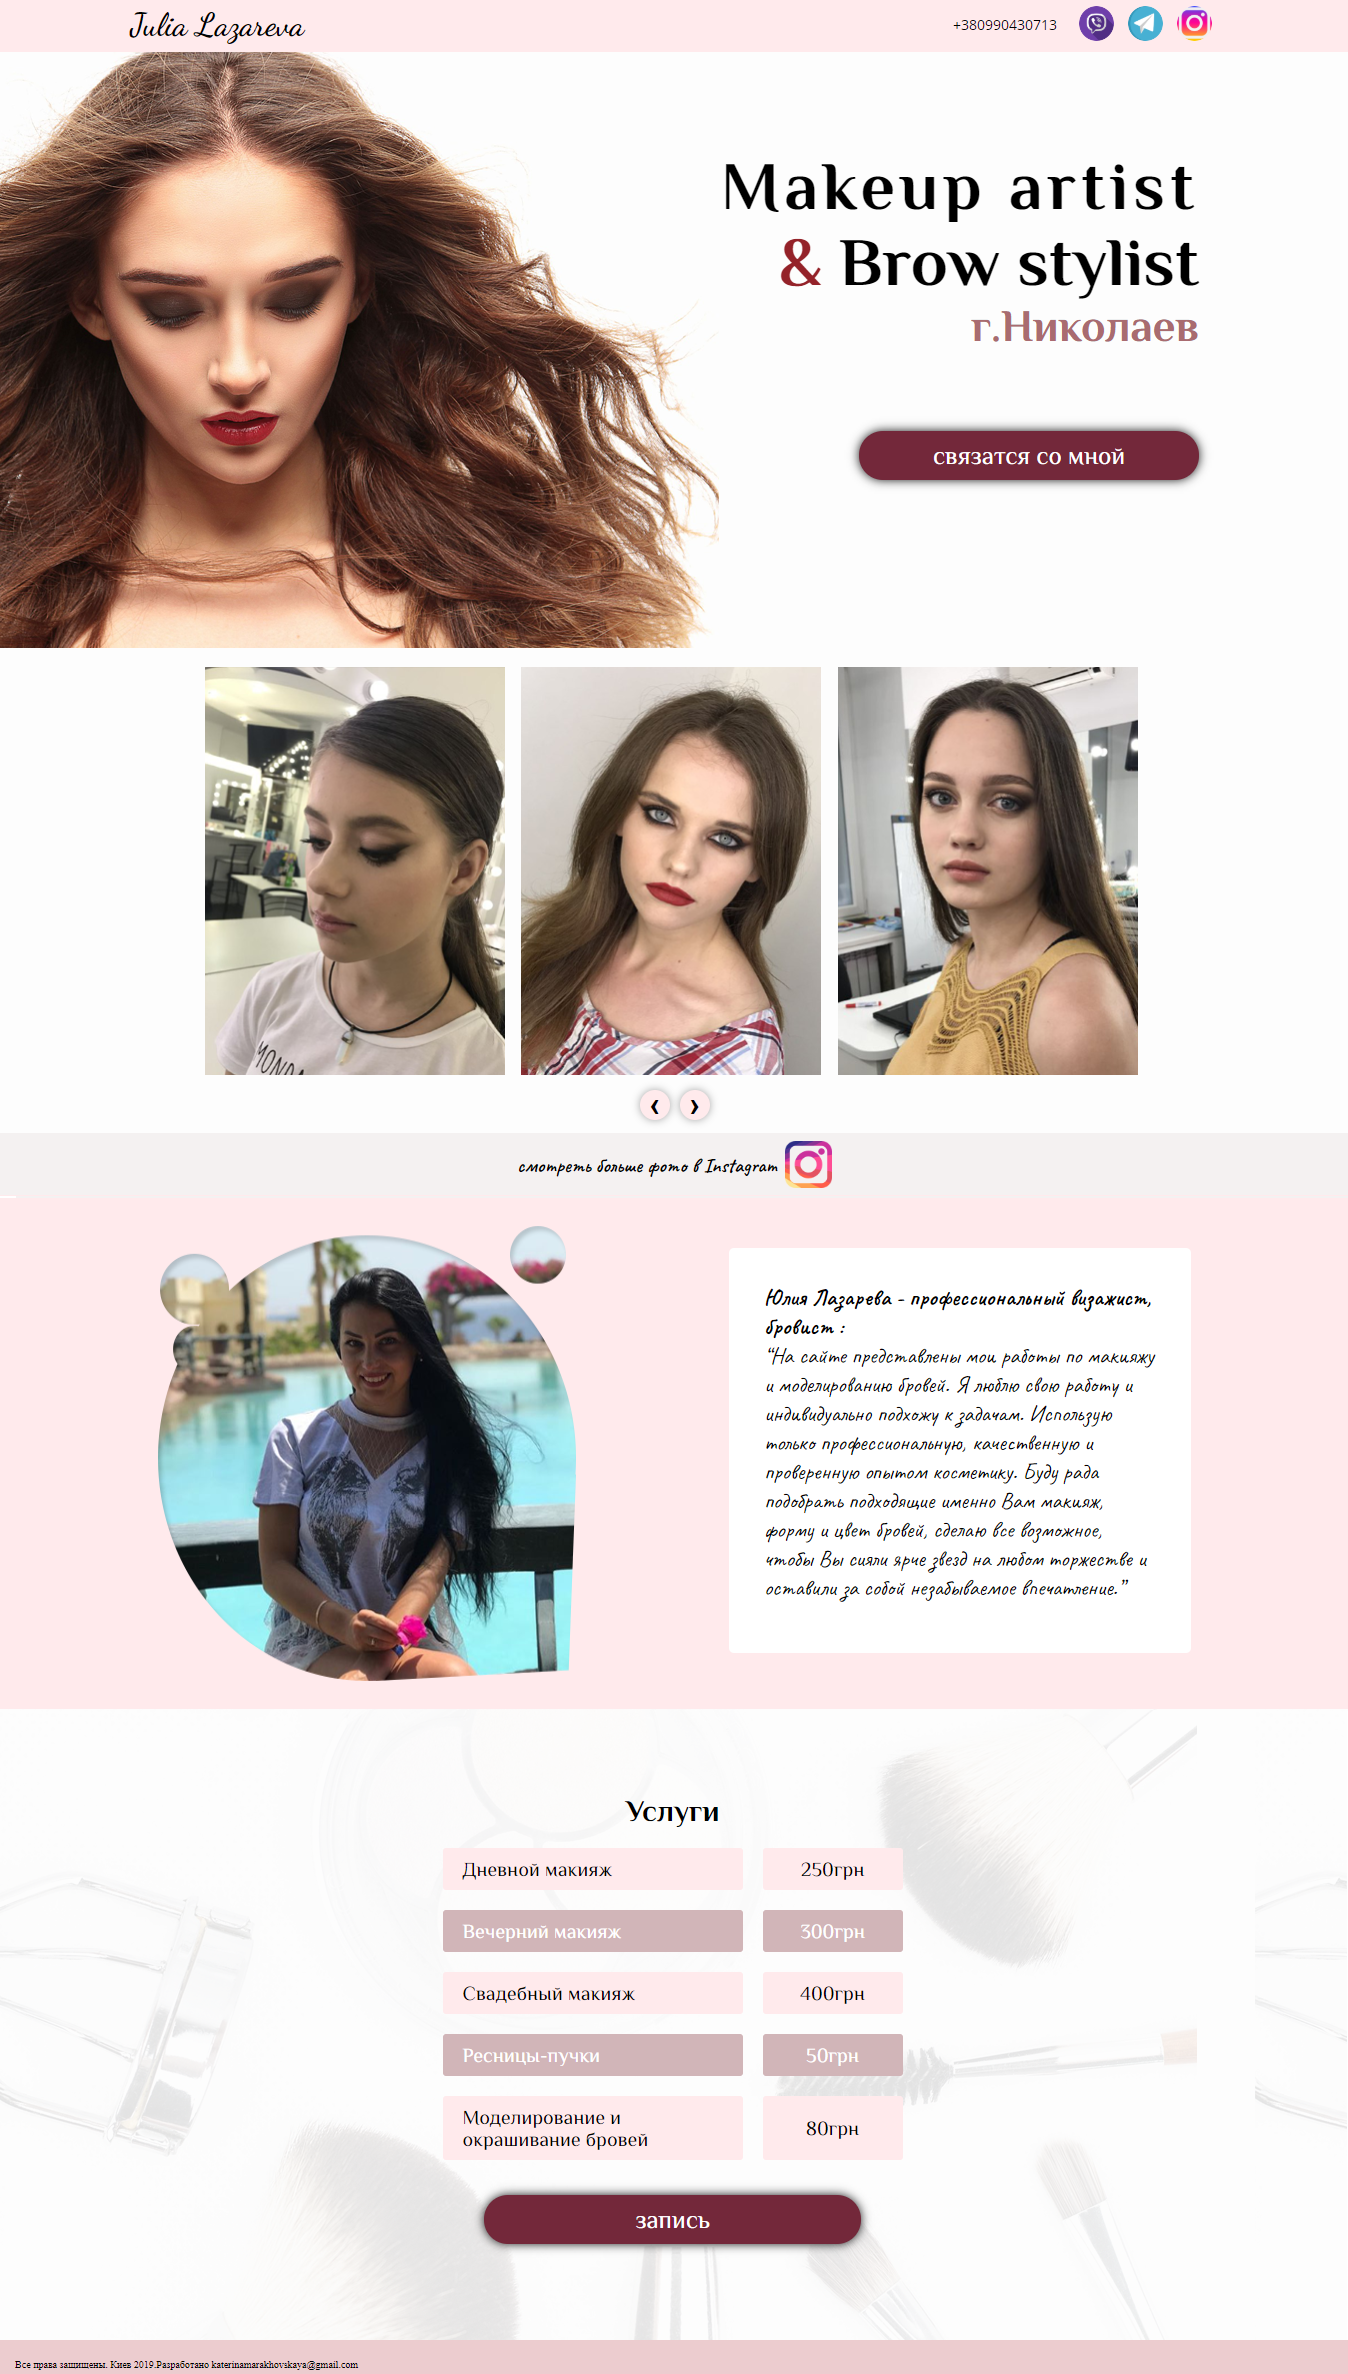 Julia Lazareva
+380990430713
Makeup artist
& Brow stylist
г.Николаев
связатся со мной
MONDA
❮ ❯
смотреть больше фото в Instagram
Юлия Лазарева - профессиональный визажист,
бровист :
“На сайте представлены мои работы по макияжу
и моделированию бровей. Я люблю свою работу и
индивидуально подхожу к задачам. Использую
только профессиональную, качественную и
проверенную опытом косметику. Буду рада
подобрать подходящие именно Вам макияж,
форму и цвет бровей, сделаю все возможное,
чтобы Вы сияли ярче звезд на любом торжестве и
оставили за собой незабываемое впечатление.”
Услуги
Дневной макияж 250грн
Вечерний макияж 300грн
Свадебный макияж 400грн
Ресницы-пучки 50грн
Моделирование и
окрашивание бровей 80грн
запись
Все права защищены. Киев 2019.Разработано katerinamarakhovskaya@gmail.com